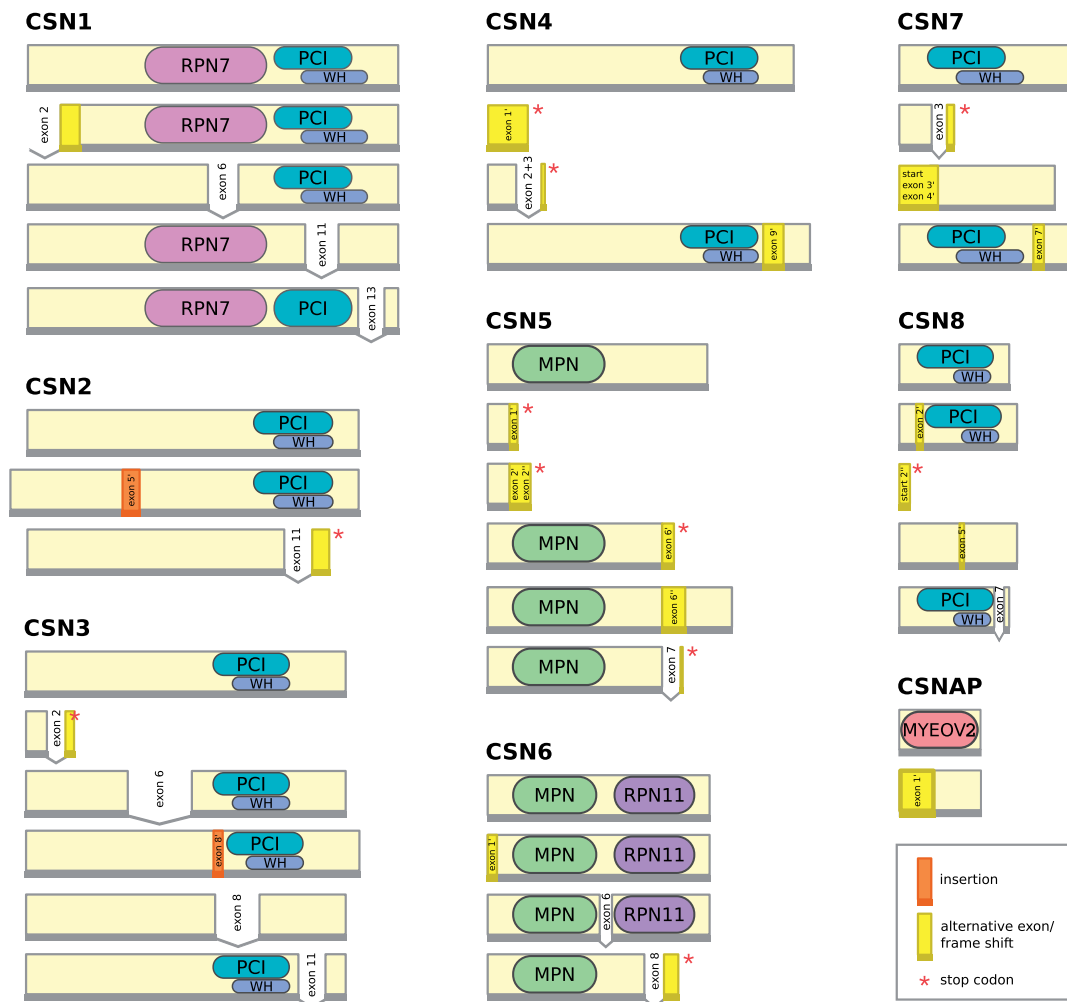 CSN1
RPN7
PCI
WH
exon 2
RPN7
PCI
WH
exon 6
PCI
WH
RPN7
exon 11
RPN7
PCI
exon 13
CSN2
PCI
WH
exon 5'
PCI
WH
exon 11
*
CSN3
PCI
WH
exon 2
*
exon 6
PCI
WH
exon 8'
PCI
WH
exon 8
PCI
WH
exon 11
CSN4
PCI
WH
exon 1'
*
exon 2+3
*
PCI
WH
exon 9'
CSN5
MPN
exon 1'
*
exon 2'
exon 2''
*
MPN
exon 6'
*
MPN
exon 6''
MPN
exon 7
*
CSN6
MPN
RPN11
exon 1'
MPN
RPN11
MPN
exon 6
RPN11
MPN
exon 8
*
CSN7
PCI
WH
exon 3
*
start
exon 3'
exon 4'
PCI
WH
exon 7'
CSN8
PCI
WH
exon 2'
PCI
WH
start 2''
*
exon 5'
PCI
WH
exon 7
CSNAP
MYEOV2
exon 1'
insertion
alternative exon/
frame shift
* stop codon